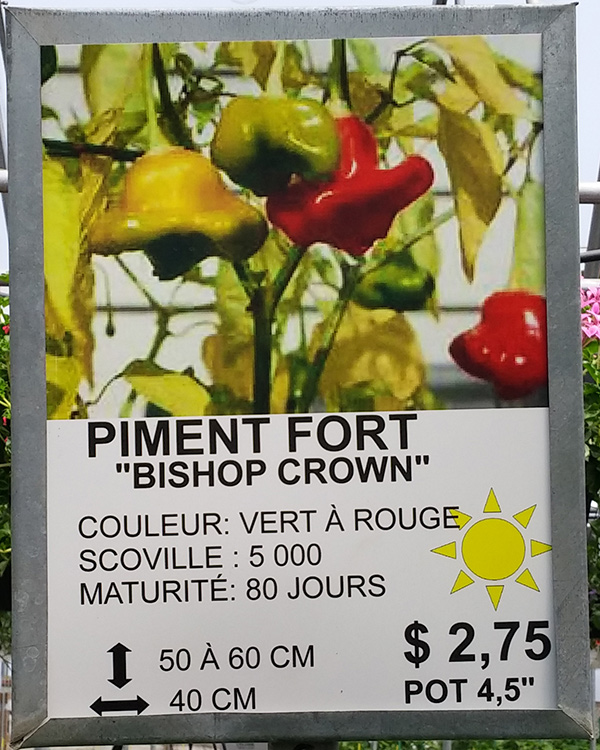 PIMENT FORT
"BISHOP CROWN"
COULEUR: VERT À ROUGE
SCOVILLE : 5 000
MATURITÉ: 80 JOURS
50 À 60 CM
40 CM
$ 2,75
POT 4,5"